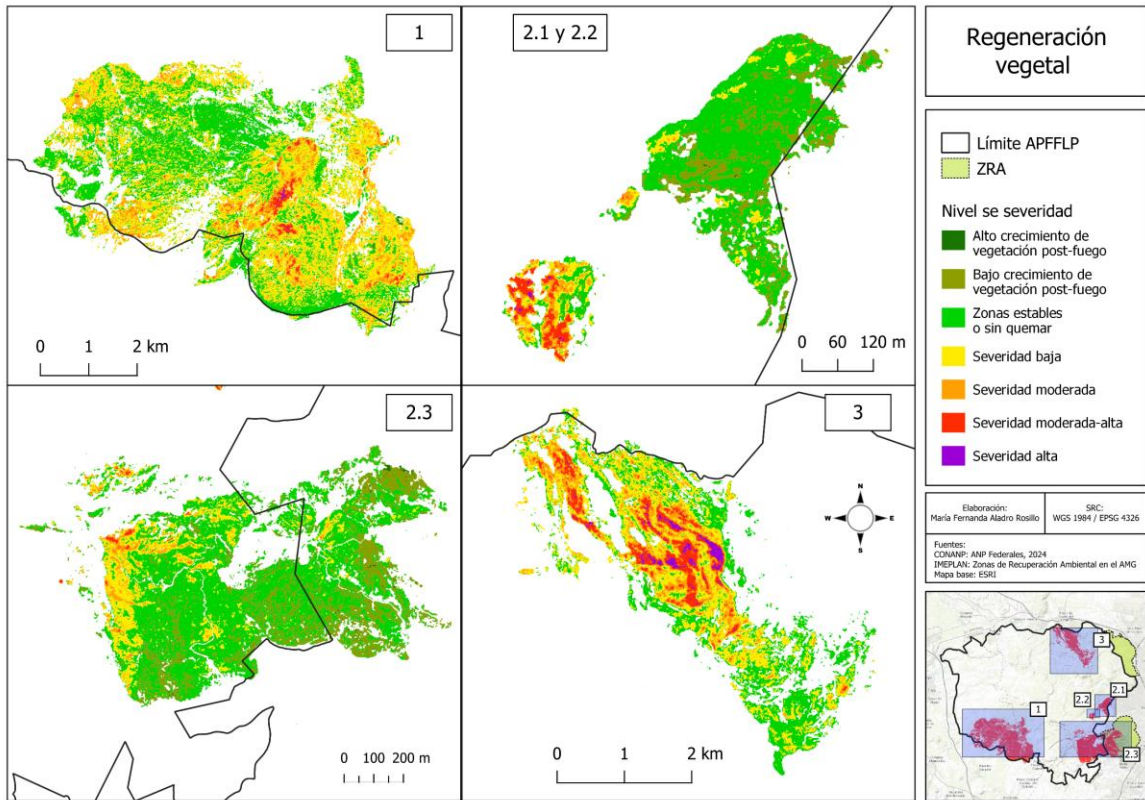 1
0 1 2 km
2.1 y 2.2
0 60 120 m
2.3
0 100 200 m
3
N
W E
S
0 1 2 km
Regeneración
vegetal
Límite APFFLP
ZRA
Nivel se severidad
Alto crecimiento de
vegetación post-fuego
Bajo crecimiento de
vegetación post-fuego
Zonas estables
o sin quemar
Severidad baja
Severidad moderada
Severidad moderada-alta
Severidad alta
Elaboración:
María Fernanda Aladro Rosillo
SRC:
WGS 1984 / EPSG 4326
Fuentes:
CONANP: ANP Federales, 2024
IMEPLAN: Zonas de Recuperación Ambiental en el AMG
Mapa base: ESRI
3
2.1
2.2
1
2.3